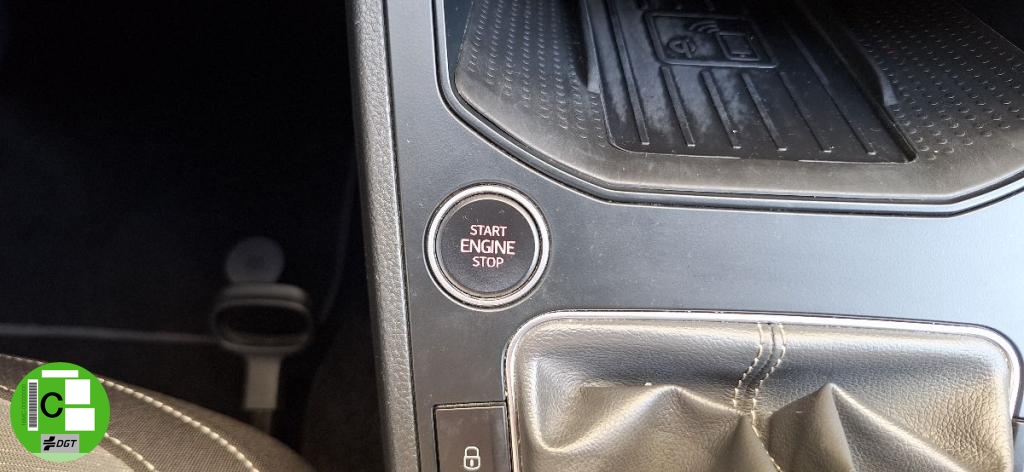 START
ENGINE
STOP
C
DGT